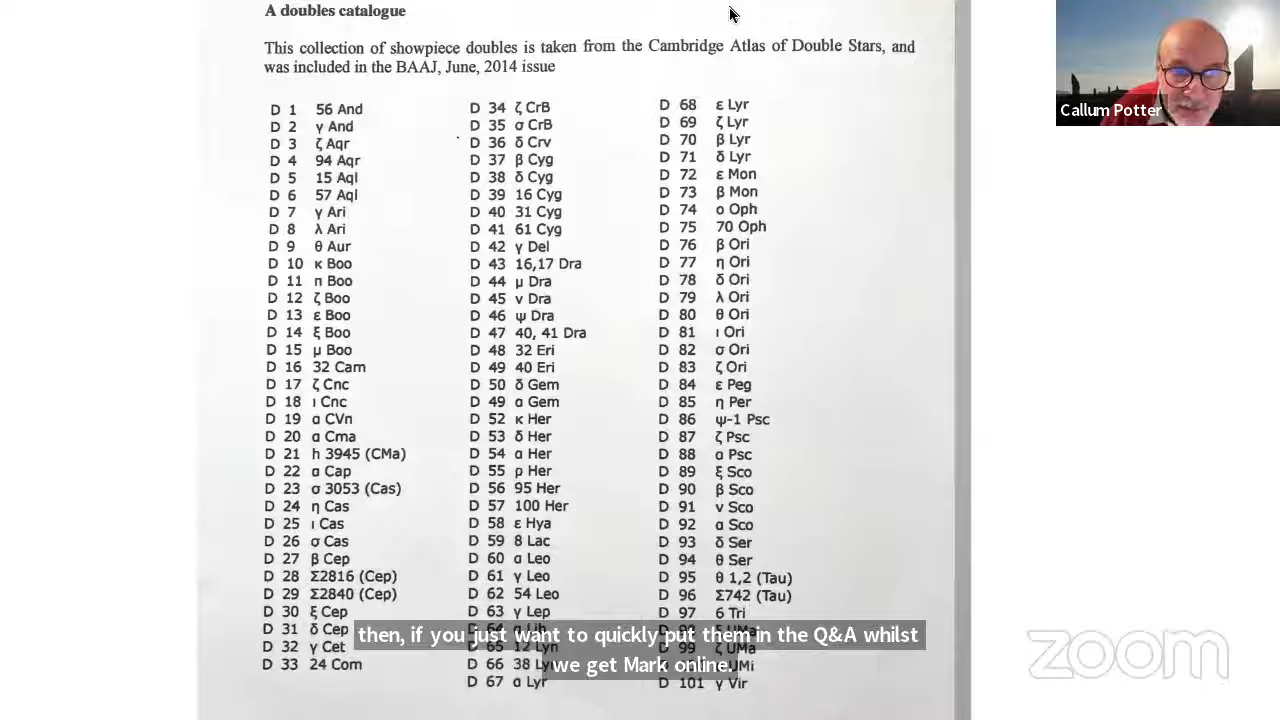 A doubles catalogue
This collection of showpiece doubles is taken from the Cambridge Atlas of Double Stars, and
was included in the BAAJ, June, 2014 issue
D 1 56 And
D 2 γ And
D 3 ζ Aqr
D 4 94 Aqr
D 5 15 Aql
D 6 57 Aql
D 7 γ Ari
D 8 λ Ari
D 9 θ Aur
D 10 κ Boo
D 11 π Boo
D 12 ζ Boo
D 13 ε Boo
D 14 ξ Boo
D 15 μ Boo
D 16 32 Cam
D 17 ζ Cnc
D 18 ι Cnc
D 19 α CVn
D 20 α Cma
D 21 h 3945 (CMa)
D 22 α Cap
D 23 σ 3053 (Cas)
D 24 η Cas
D 25 ι Cas
D 26 σ Cas
D 27 β Cep
D 28 Σ2816 (Cep)
D 29 Σ2840 (Cep)
D 30 ξ Cep
D 31 δ Cep
D 32 γ Cet
D 33 24 Com
D 34 ζ CrB
D 35 σ CrB
D 36 δ Crv
D 37 β Cyg
D 38 δ Cyg
D 39 16 Cyg
D 40 31 Cyg
D 41 61 Cyg
D 42 γ Del
D 43 16,17 Dra
D 44 μ Dra
D 45 ν Dra
D 46 ψ Dra
D 47 40, 41 Dra
D 48 32 Eri
D 49 40 Eri
D 50 δ Gem
D 49 α Gem
D 52 κ Her
D 53 δ Her
D 54 α Her
D 55 ρ Her
D 56 95 Her
D 57 100 Her
D 58 ε Hya
D 59 8 Lac
D 60 α Leo
D 61 γ Leo
D 62 54 Leo
D 63 γ Lep
D 64 α Lib
D 65 12 Lyn
D 66 38
D 67 α Lyr
D 68 ε Lyr
D 69 ζ Lyr
D 70 β Lyr
D 71 δ Lyr
D 72 ε Mon
D 73 β Mon
D 74 ο Oph
D 75 70 Oph
D 76 β Ori
D 77 η Ori
D 78 δ Ori
D 79 λ Ori
D 80 θ Ori
D 81 ι Ori
D 82 σ Ori
D 83 ζ Ori
D 84 ε Peg
D 85 η Per
D 86 ψ-1 Psc
D 87 ζ Psc
D 88 α Psc
D 89 ξ Sco
D 90 β Sco
D 91 ν Sco
D 92 α Sco
D 93 δ Ser
D 94 θ Ser
D 95 θ 1,2 (Tau)
D 96 Σ742 (Tau)
D 97 6 Tri
UMa
D 99 ζ UMa
UMi
D 101 γ Vir
then, if you just want to quickly put them in the Q&A whilst
we get Mark online.
Callum Potter
zoom